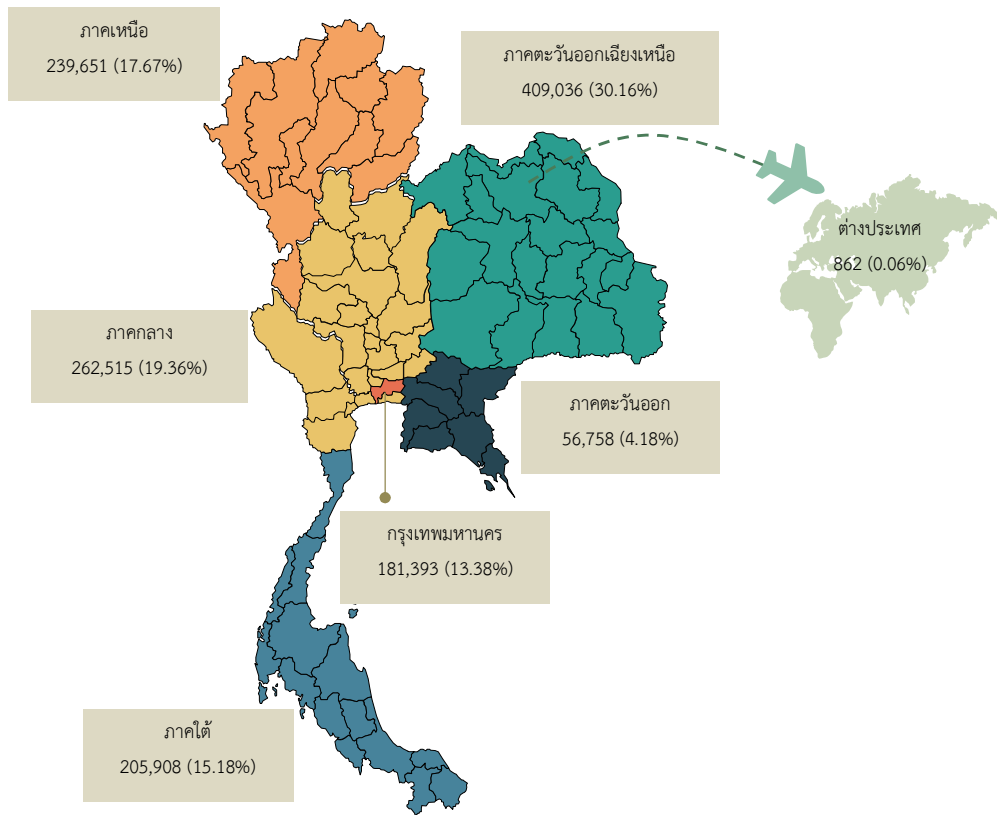 ภาคเหนือ
239,651 (17.67%)
ภาคตะวันออกเฉียงเหนือ
409,036 (30.16%)
ต่างประเทศ
862 (0.06%)
ภาคกลาง
262,515 (19.36%)
ภาคตะวันออก
56,758 (4.18%)
กรุงเทพมหานคร
181,393 (13.38%)
ภาคใต้
205,908 (15.18%)